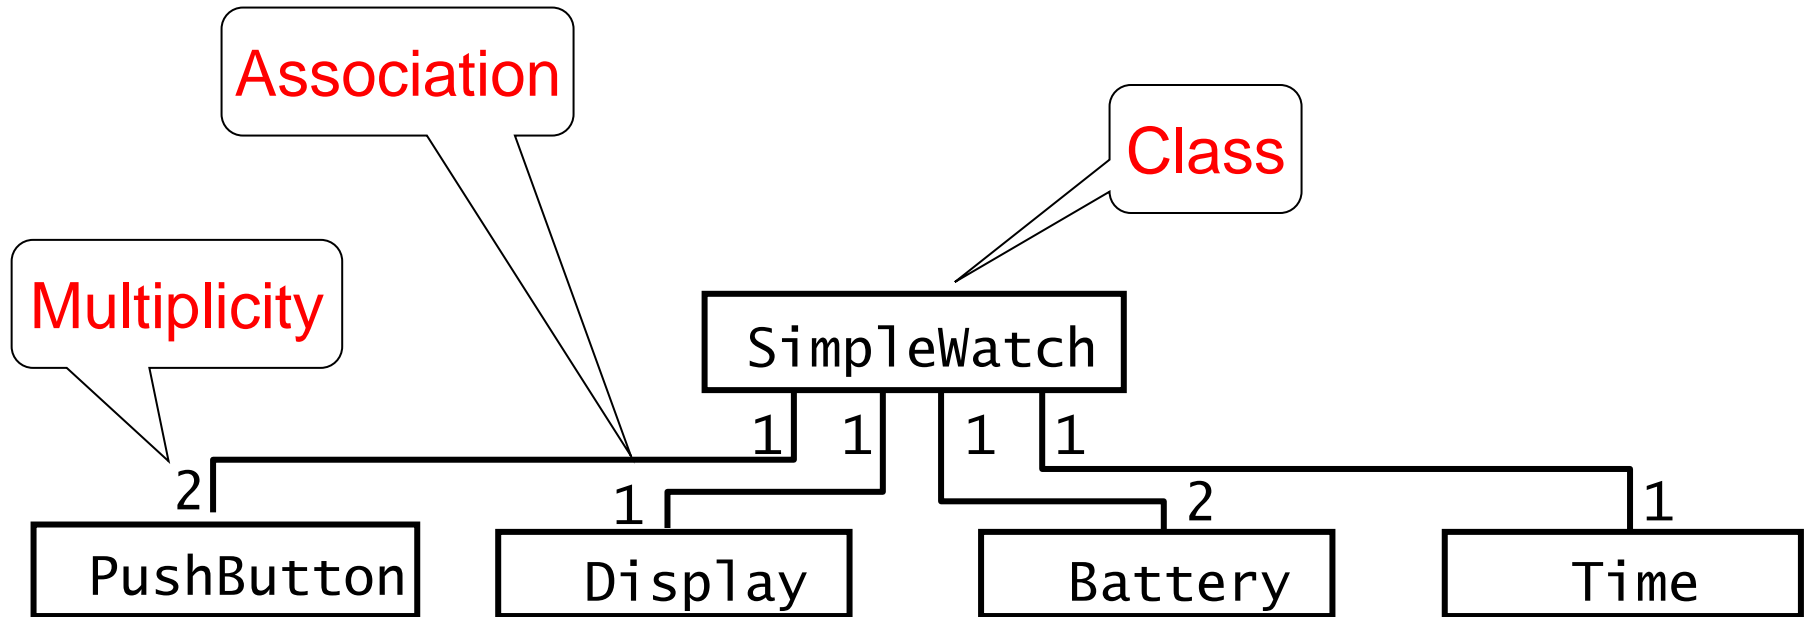 Association
Class
Multiplicity
SimpleWatch
1 1 1 1
2 1 2 1
PushButton Display Battery Time